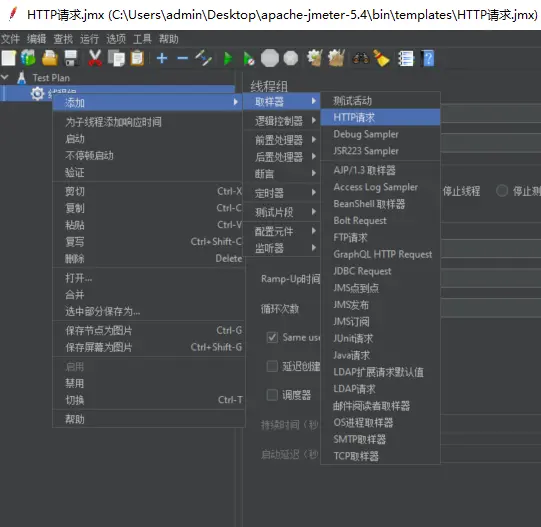 HTTP请求.jmx (C:\Users\admin\Desktop\apache-jmeter-5.4\bin\templates\HTTP请求.jmx)
文件 编辑 查找 运行 选项 工具 帮助
Test Plan
线程组
添加
为子线程添加响应时间
启动
不停顿启动
验证
剪切 Ctrl-X
复制 Ctrl-C
粘贴 Ctrl-V
复写 Ctrl+Shift-C
删除 Delete
打开...
合并
选中部分保存为...
保存节点为图片 Ctrl-G
保存屏幕为图片 Ctrl+Shift-G
启用
禁用
切换 Ctrl-T
帮助
线程组
取样器
逻辑控制器
前置处理器
后置处理器
断言
定时器
测试片段
配置元件
监听器
测试活动
HTTP请求
Debug Sampler
JSR223 Sampler
AJP/1.3 取样器
Access Log Sampler
BeanShell 取样器
Bolt Request
FTP请求
GraphQL HTTP Request
JDBC Request
JMS点到点
JMS发布
JMS订阅
JUnit请求
Java请求
LDAP扩展请求默认值
LDAP请求
邮件阅读者取样器
OS进程取样器
SMTP取样器
TCP取样器
停止线程 停止测
Ramp-Up时间
循环次数
Same use
延迟创建
调度器
持续时间（秒
启动延迟（秒